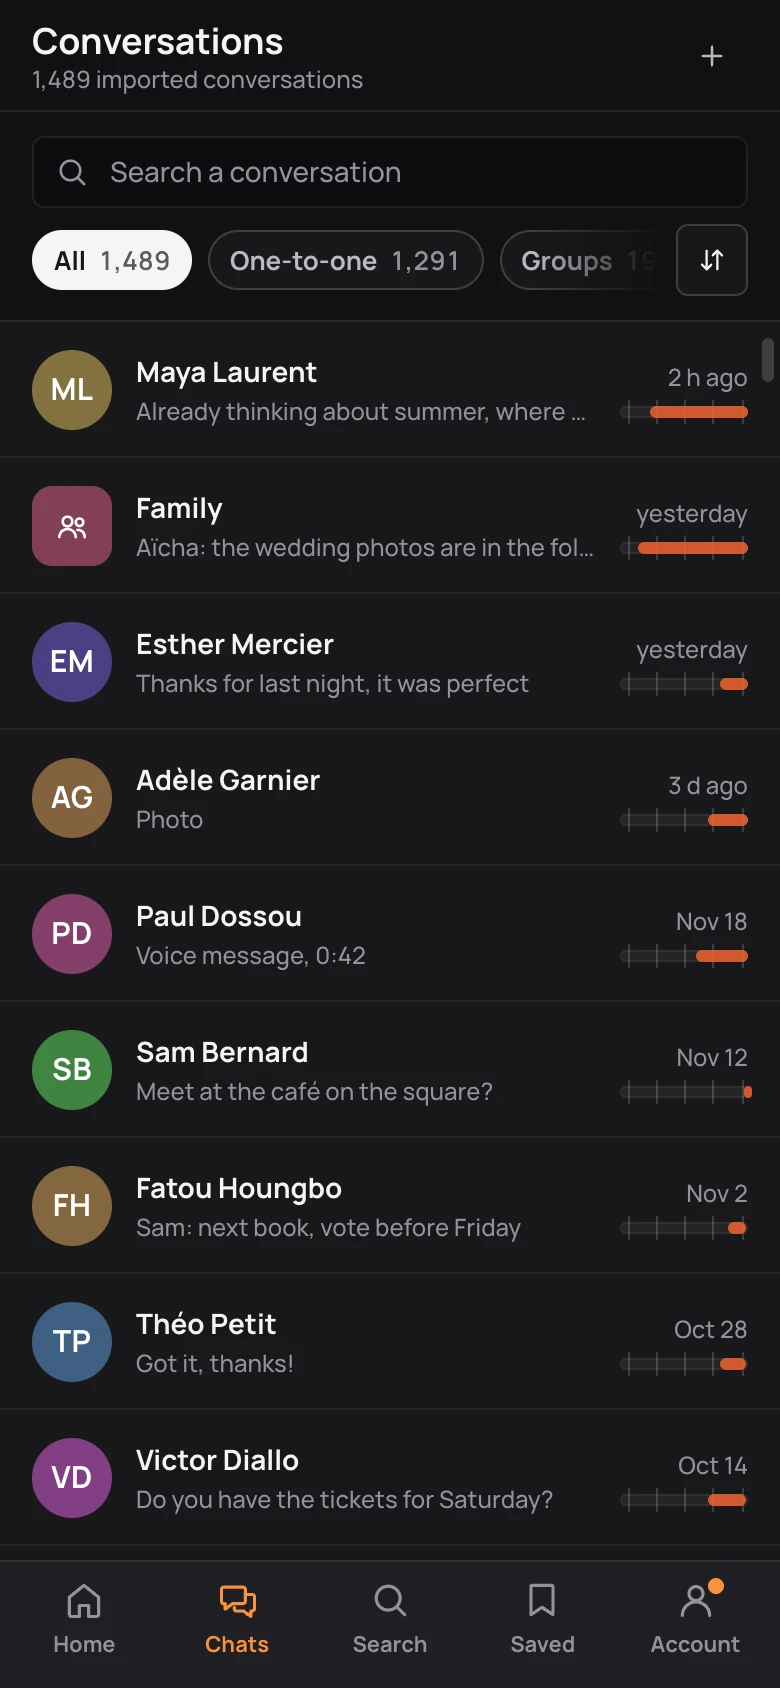 Conversations
1,489 imported conversations
Search a conversation
All 1,489
One-to-one 1,291
Groups
ML
Maya Laurent
2 h ago
Already thinking about summer, where ...
Family
yesterday
Aïcha: the wedding photos are in the fol...
EM
Esther Mercier
yesterday
Thanks for last night, it was perfect
AG
Adèle Garnier
3 d ago
Photo
PD
Paul Dossou
Nov 18
Voice message, 0:42
SB
Sam Bernard
Nov 12
Meet at the café on the square?
FH
Fatou Houngbo
Nov 2
Sam: next book, vote before Friday
TP
Théo Petit
Oct 28
Got it, thanks!
VD
Victor Diallo
Oct 14
Do you have the tickets for Saturday?
Home
Chats
Search
Saved
Account